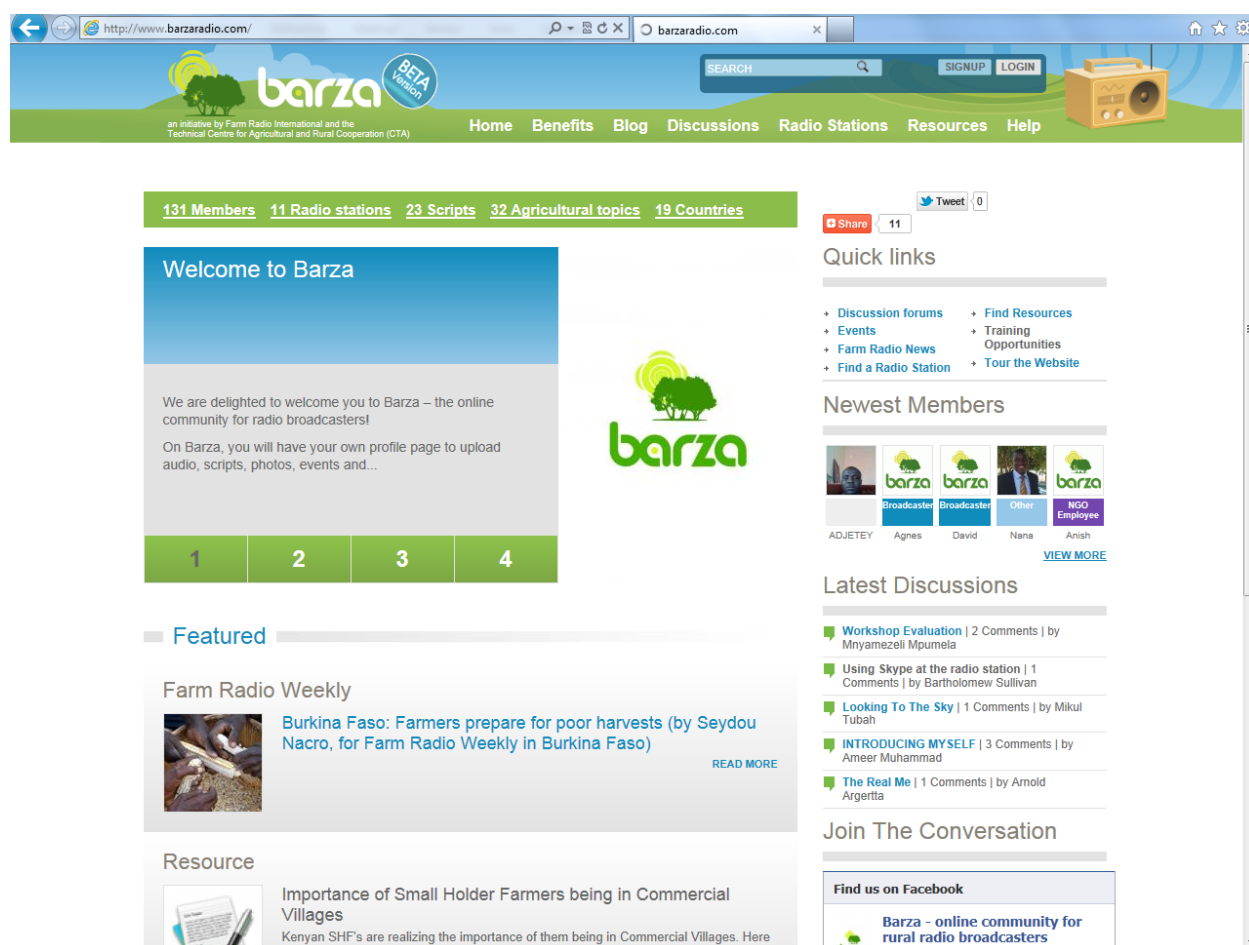 http://www.barzaradio.com/
barzaradio.com
barza
BETA
Version
an initiative by Farm Radio International and the
Technical Centre for Agricultural and Rural Cooperation (CTA)
SEARCH
SIGNUP
LOGIN
Home Benefits Blog Discussions Radio Stations Resources Help
131 Members 11 Radio stations 23 Scripts 32 Agricultural topics 19 Countries
Welcome to Barza
We are delighted to welcome you to Barza – the online
community for radio broadcasters!
On Barza, you will have your own profile page to upload
audio, scripts, photos, events and...
1 2 3 4
barza
Featured
Farm Radio Weekly
Burkina Faso: Farmers prepare for poor harvests (by Seydou
Nacro, for Farm Radio Weekly in Burkina Faso)
READ MORE
Resource
Importance of Small Holder Farmers being in Commercial
Villages
Kenyan SHF's are realizing the importance of them being in Commercial Villages. Here
Tweet 0
Share 11
Quick links
Discussion forums
Events
Farm Radio News
Find a Radio Station
Find Resources
Training
Opportunities
Tour the Website
Newest Members
barza barza barza
Broadcaster Broadcaster Other NGO
Employee
ADJETEY Agnes David Nana Anish
VIEW MORE
Latest Discussions
Workshop Evaluation | 2 Comments | by
Mnyamezeli Mpumela
Using Skype at the radio station | 1
Comments | by Bartholomew Sullivan
Looking To The Sky | 1 Comments | by Mikul
Tubah
INTRODUCING MYSELF | 3 Comments | by
Ameer Muhammad
The Real Me | 1 Comments | by Arnold
Argertta
Join The Conversation
Find us on Facebook
Barza - online community for
rural radio broadcasters